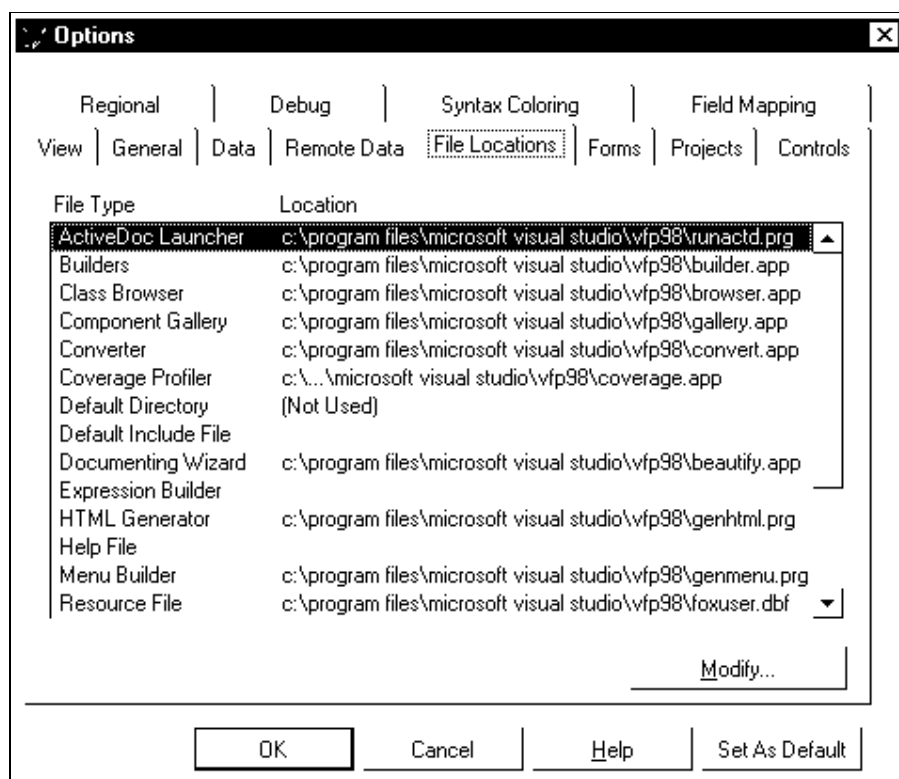 Options
Regional Debug Syntax Coloring Field Mapping
View General Data Remote Data File Locations Forms Projects Controls
File Type Location
ActiveDoc Launcher c:\program files\microsoft visual studio\vfp98\runactd.prg
Builders c:\program files\microsoft visual studio\vfp98\builder.app
Class Browser c:\program files\microsoft visual studio\vfp98\browser.app
Component Gallery c:\program files\microsoft visual studio\vfp98\gallery.app
Converter c:\program files\microsoft visual studio\vfp98\convert.app
Coverage Profiler c:\...\microsoft visual studio\vfp98\coverage.app
Default Directory (Not Used)
Default Include File
Documenting Wizard c:\program files\microsoft visual studio\vfp98\beautify.app
Expression Builder
HTML Generator c:\program files\microsoft visual studio\vfp98\genhtml.prg
Help File
Menu Builder c:\program files\microsoft visual studio\vfp98\genmenu.prg
Resource File c:\program files\microsoft visual studio\vfp98\foxuser.dbf
Modify...
OK Cancel Help Set As Default